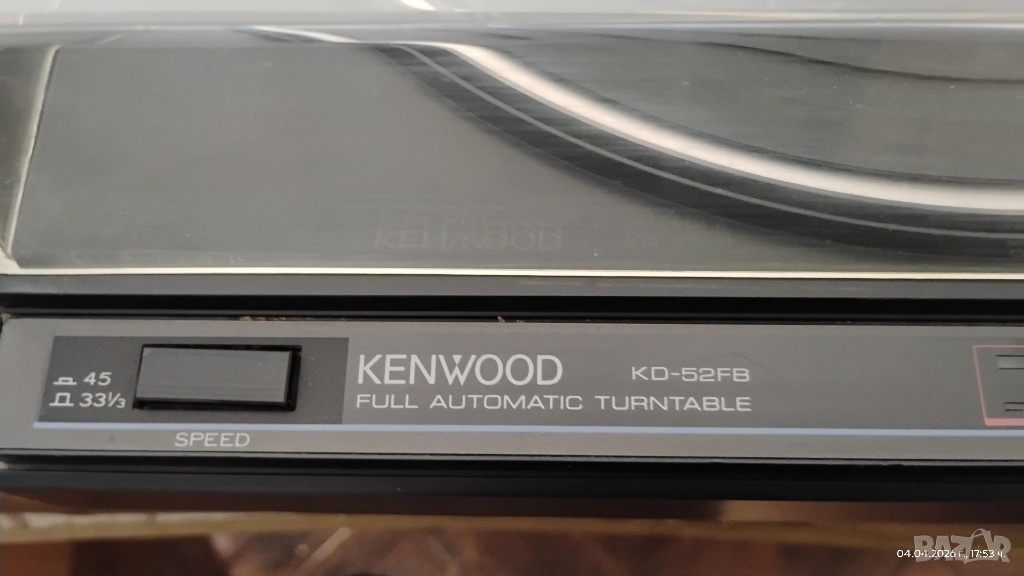 KENWOOD
45
33⅓
KENWOOD KD-52FB
FULL AUTOMATIC TURNTABLE
SPEED
BAZAR
04.04.2026 г., 17:53 ч.